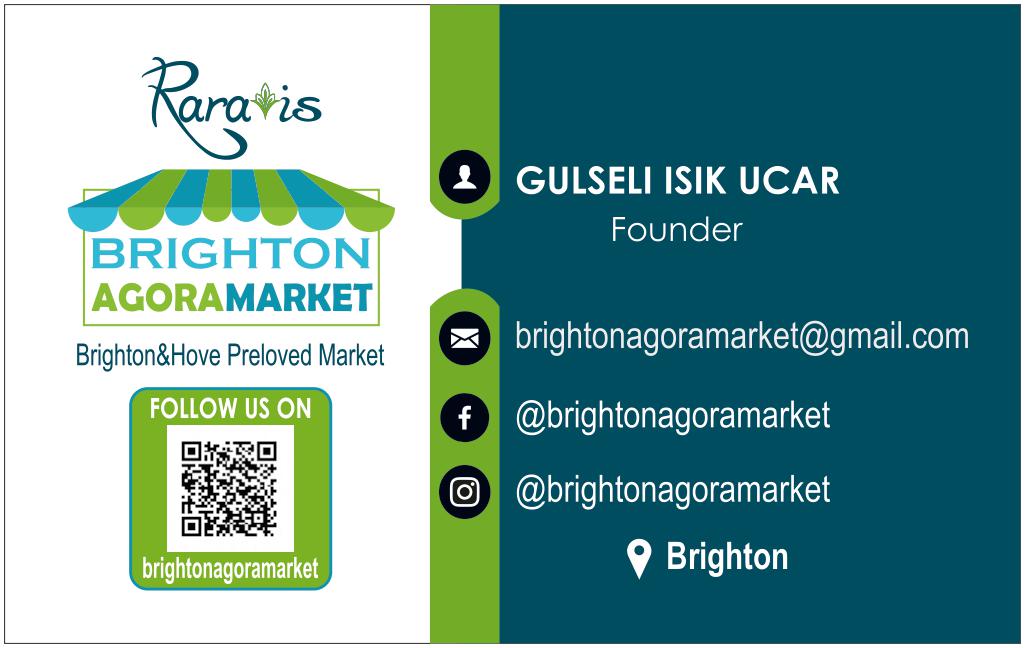 Raravis
BRIGHTON
AGORAMARKET
Brighton&Hove Preloved Market
FOLLOW US ON
brightonagoramarket
GULSELI ISIK UCAR
Founder
brightonagoramarket@gmail.com
@brightonagoramarket
@brightonagoramarket
Brighton